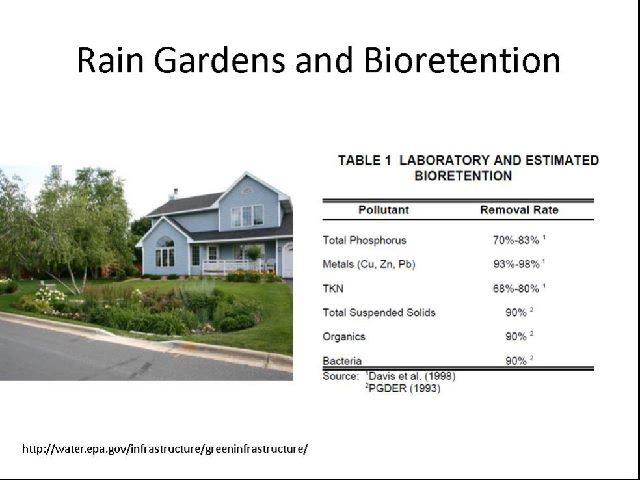 Rain Gardens and Bioretention
TABLE 1 LABORATORY AND ESTIMATED
BIORETENTION
Pollutant Removal Rate
Total Phosphorus 70%-83% ¹
Metals (Cu, Zn, Pb) 93%-98% ¹
TKN 68%-80% ¹
Total Suspended Solids 90% ²
Organics 90% ²
Bacteria 90% ²
Source: ¹Davis et al. (1998)
²PGDER (1993)
http://water.epa.gov/infrastructure/greeninfrastructure/